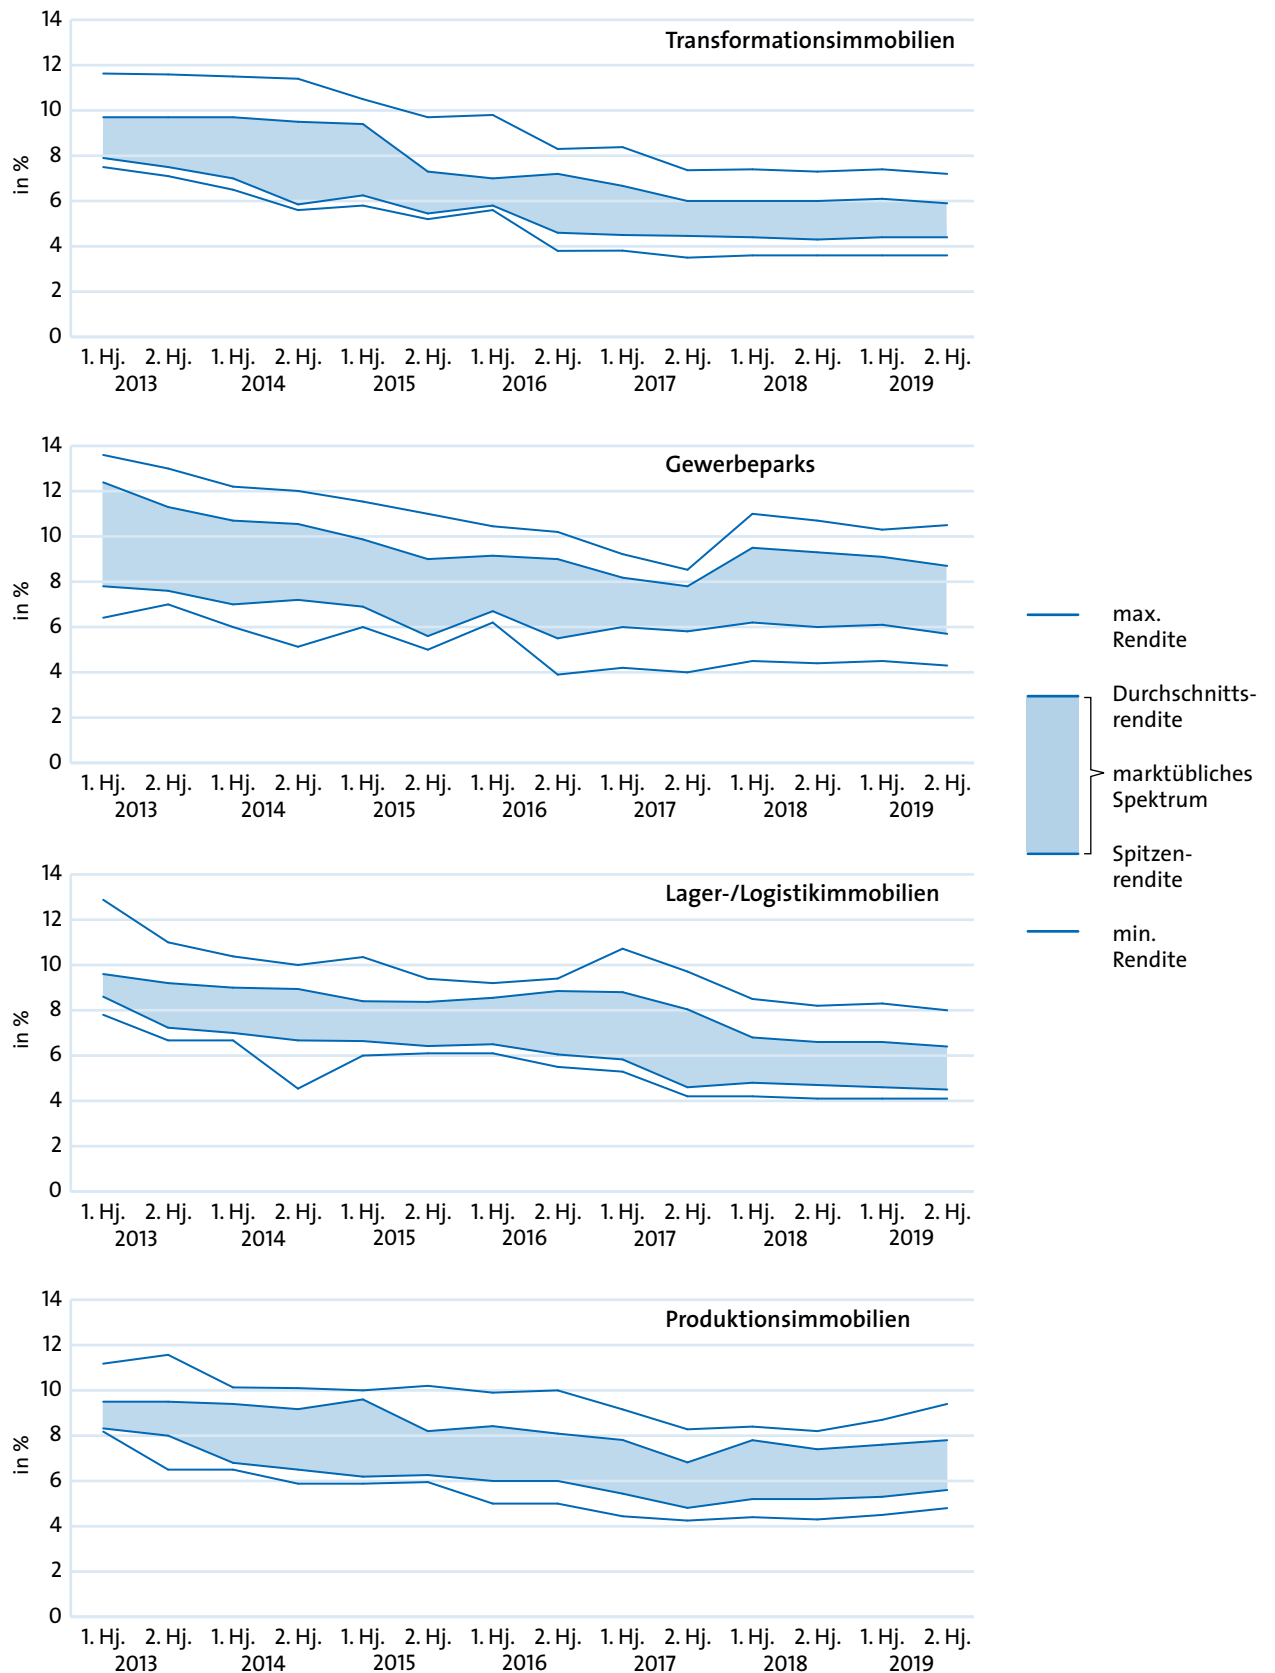 Transformationsimmobilien
in %
14
12
10
8
6
4
2
0
1. Hj. 2. Hj. 1. Hj. 2. Hj. 1. Hj. 2. Hj. 1. Hj. 2. Hj. 1. Hj. 2. Hj. 1. Hj. 2. Hj. 1. Hj. 2. Hj.
2013 2014 2015 2016 2017 2018 2019
Gewerbeparks
in %
14
12
10
8
6
4
2
0
1. Hj. 2. Hj. 1. Hj. 2. Hj. 1. Hj. 2. Hj. 1. Hj. 2. Hj. 1. Hj. 2. Hj. 1. Hj. 2. Hj. 1. Hj. 2. Hj.
2013 2014 2015 2016 2017 2018 2019
Lager-/Logistikimmobilien
in %
14
12
10
8
6
4
2
0
1. Hj. 2. Hj. 1. Hj. 2. Hj. 1. Hj. 2. Hj. 1. Hj. 2. Hj. 1. Hj. 2. Hj. 1. Hj. 2. Hj. 1. Hj. 2. Hj.
2013 2014 2015 2016 2017 2018 2019
Produktionsimmobilien
in %
14
12
10
8
6
4
2
0
1. Hj. 2. Hj. 1. Hj. 2. Hj. 1. Hj. 2. Hj. 1. Hj. 2. Hj. 1. Hj. 2. Hj. 1. Hj. 2. Hj. 1. Hj. 2. Hj.
2013 2014 2015 2016 2017 2018 2019
max.
Rendite
Durchschnitts-
rendite
marktübliches
Spektrum
Spitzen-
rendite
min.
Rendite